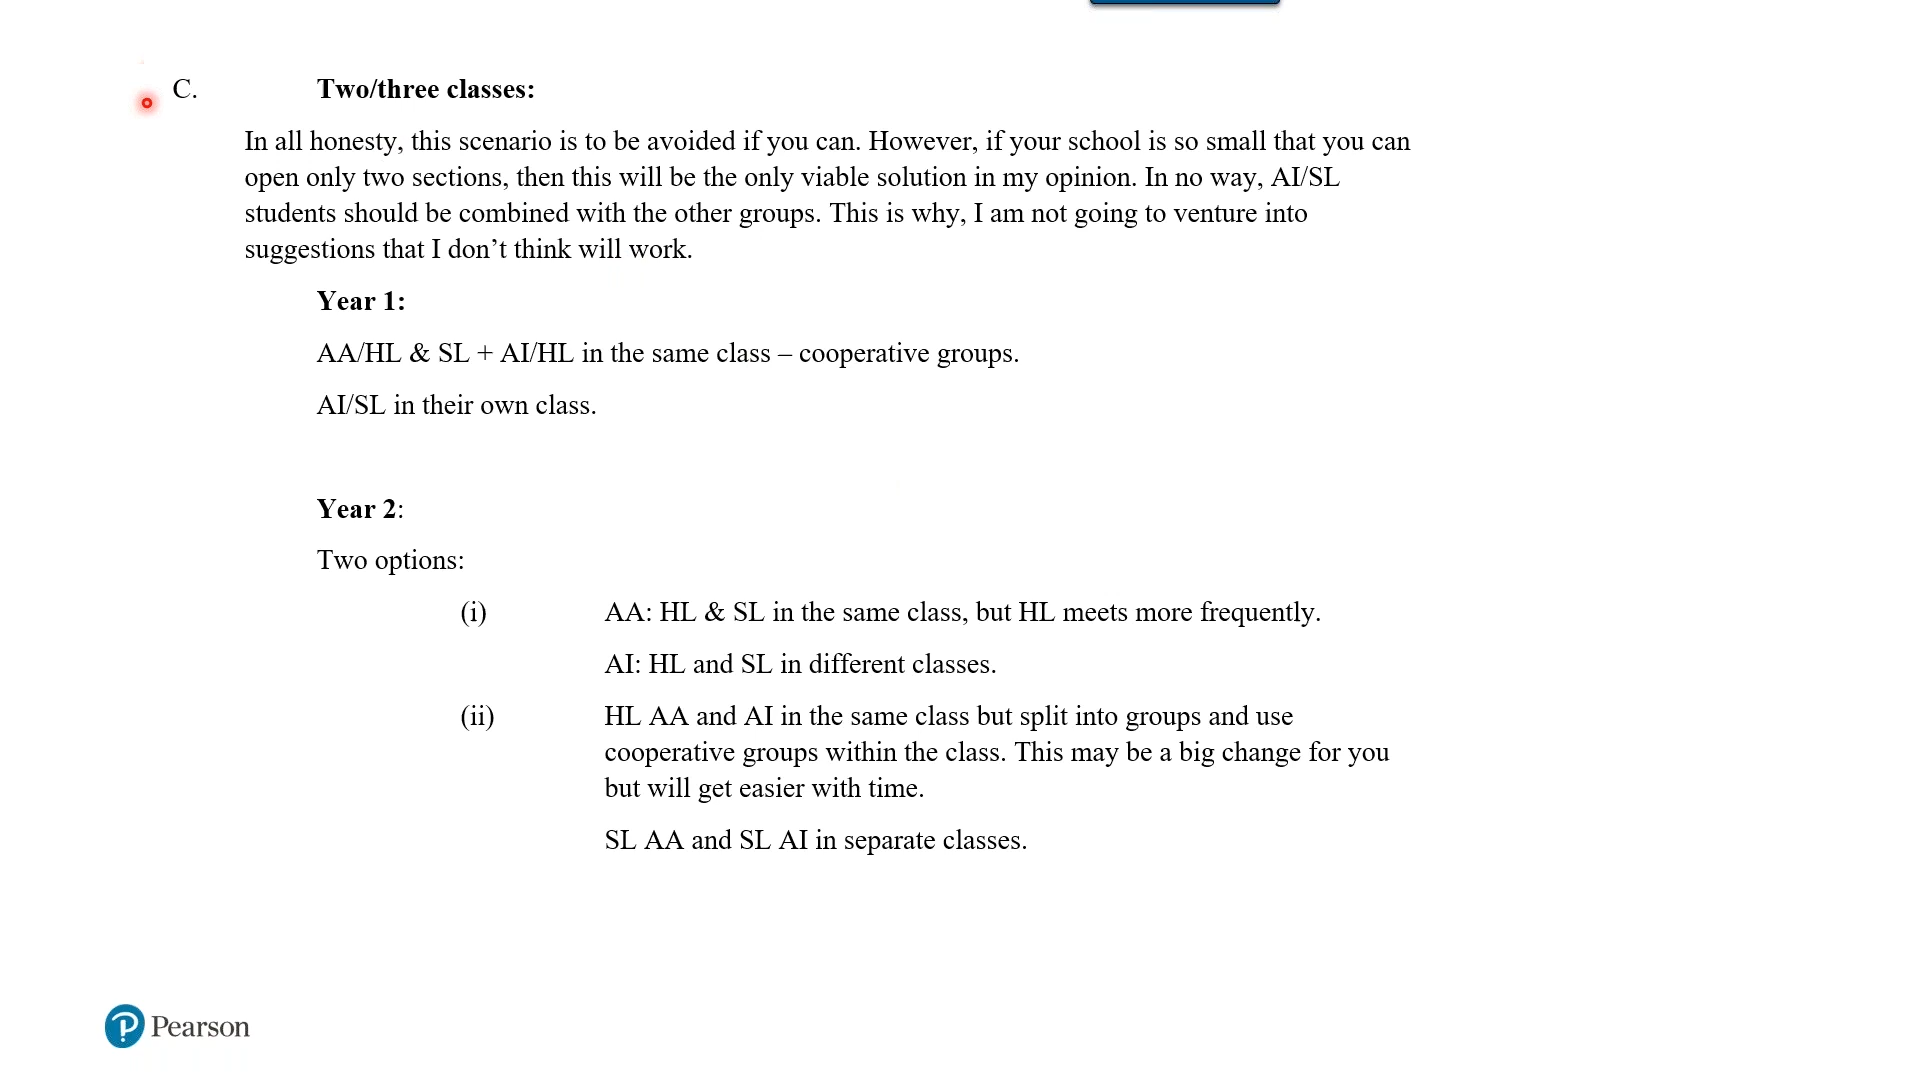 C. Two/three classes:
In all honesty, this scenario is to be avoided if you can. However, if your school is so small that you can
open only two sections, then this will be the only viable solution in my opinion. In no way, AI/SL
students should be combined with the other groups. This is why, I am not going to venture into
suggestions that I don’t think will work.
Year 1:
AA/HL & SL + AI/HL in the same class – cooperative groups.
AI/SL in their own class.
Year 2:
Two options:
(i) AA: HL & SL in the same class, but HL meets more frequently.
AI: HL and SL in different classes.
(ii) HL AA and AI in the same class but split into groups and use
cooperative groups within the class. This may be a big change for you
but will get easier with time.
SL AA and SL AI in separate classes.
Pearson